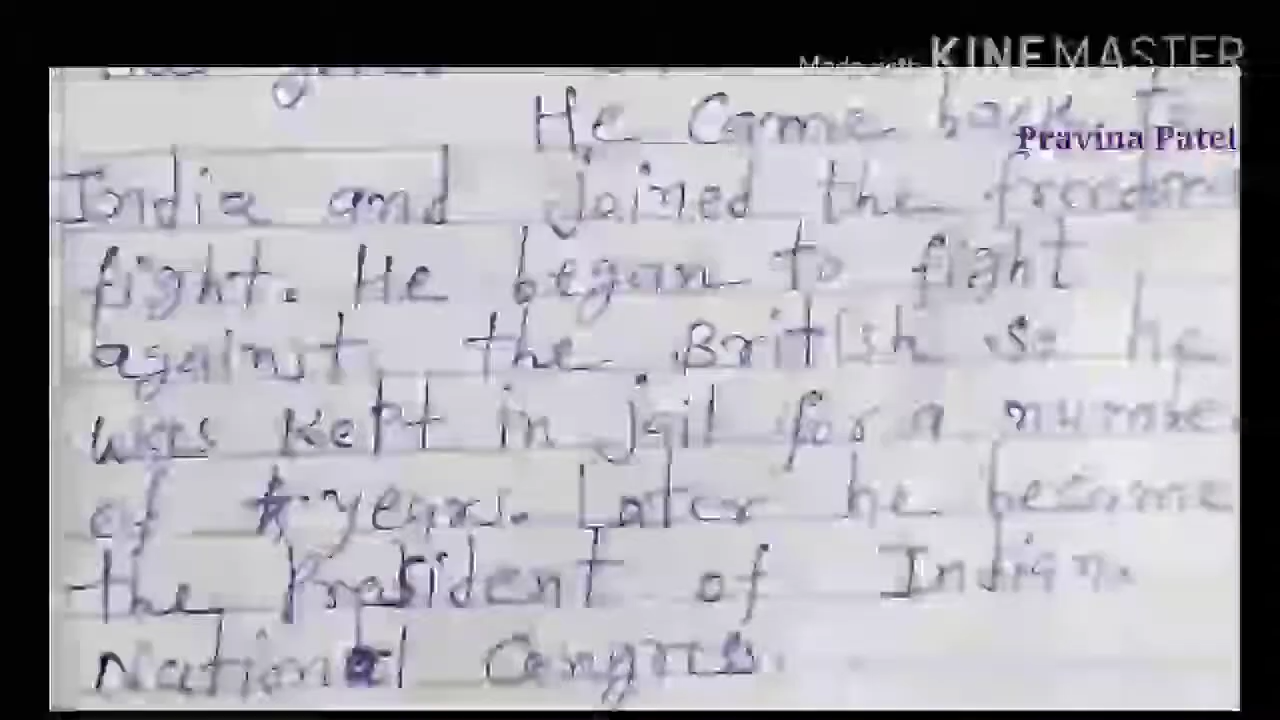 Made with KINEMASTER
He came back to
Pravina Patel
India and joined the freedom
fight. He began to fight
against the British so he
was kept in jail for a number
of years. Later he became
the President of Indian
National Congres.